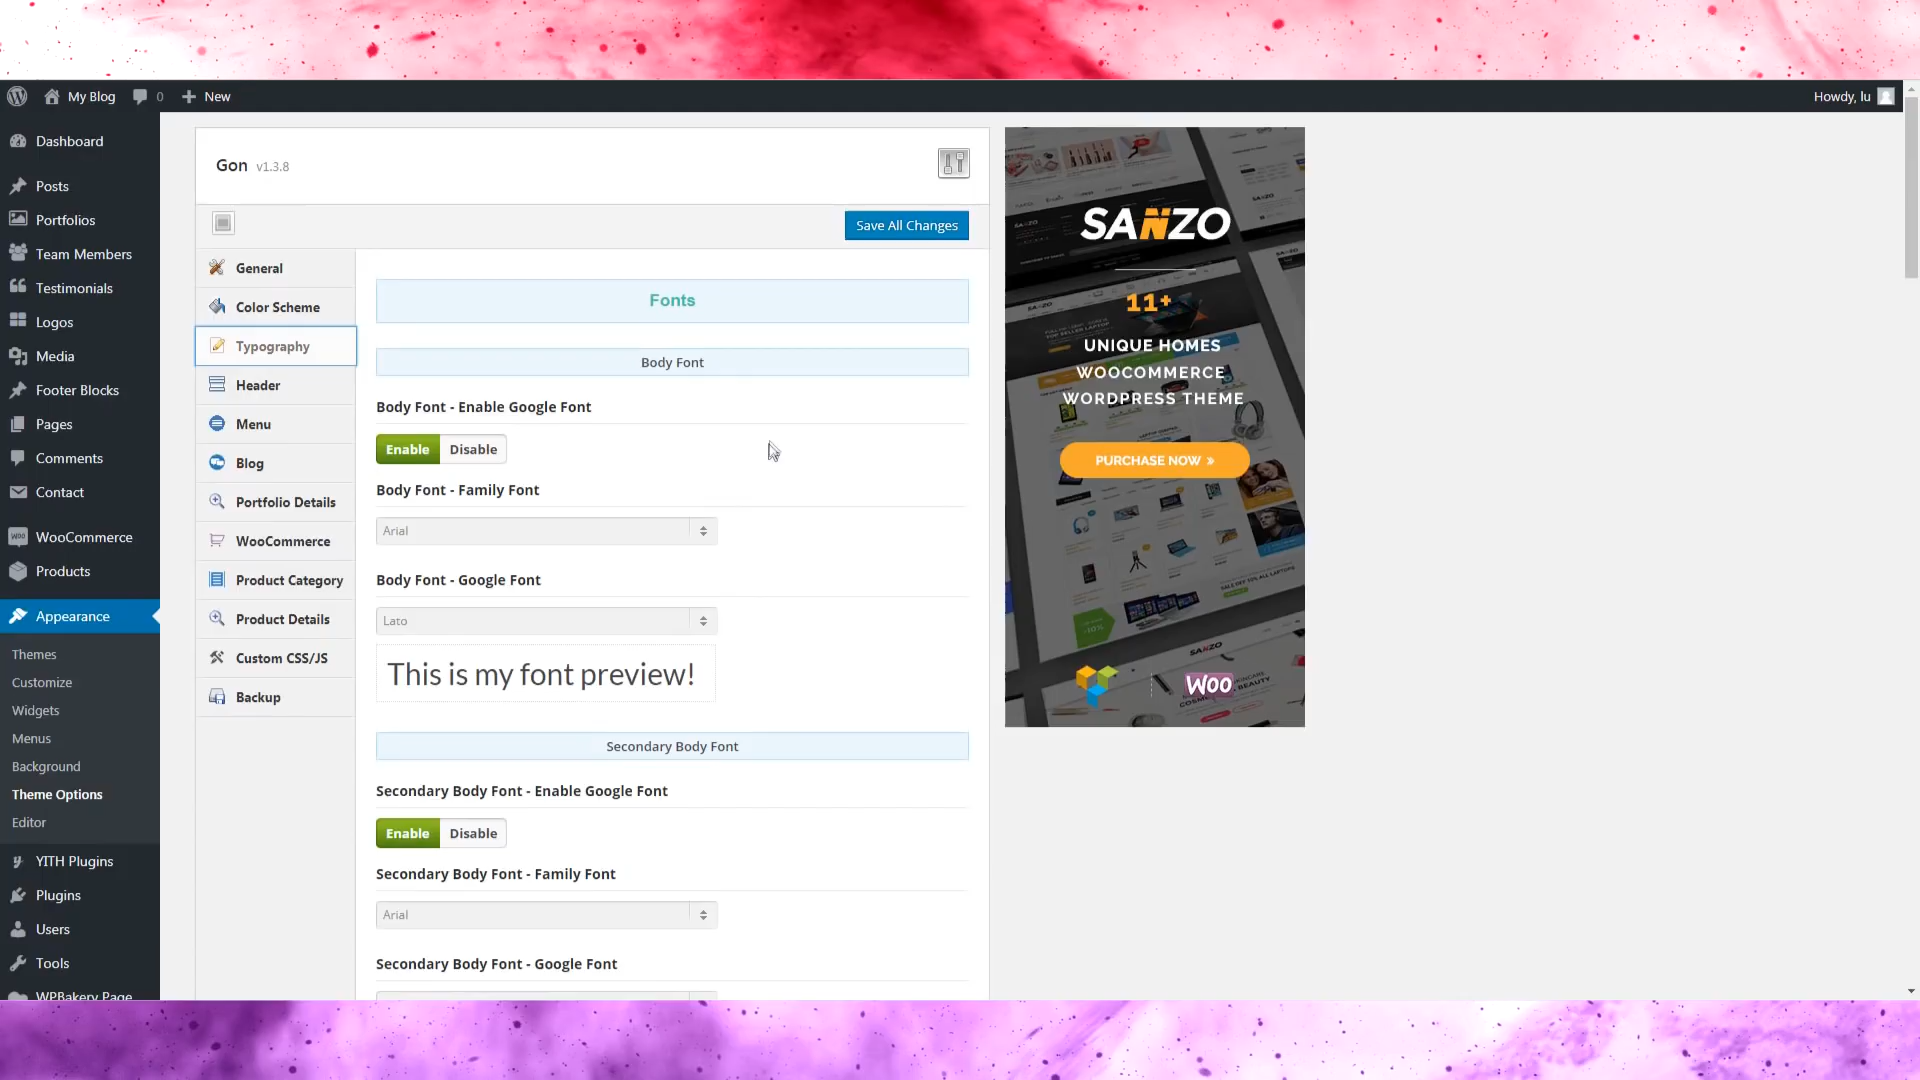 My Blog
0
New
Howdy, lu
Dashboard
Posts
Portfolios
Team Members
Testimonials
Logos
Media
Footer Blocks
Pages
Comments
Contact
WooCommerce
Products
Appearance
Themes
Customize
Widgets
Menus
Background
Theme Options
Editor
YITH Plugins
Plugins
Users
Tools
WPBakery Page
Gon v1.3.8
Save All Changes
General
Color Scheme
Typography
Header
Menu
Blog
Portfolio Details
WooCommerce
Product Category
Product Details
Custom CSS/JS
Backup
Fonts
Body Font
Body Font - Enable Google Font
Enable Disable
Body Font - Family Font
Arial
Body Font - Google Font
Lato
This is my font preview!
Secondary Body Font
Secondary Body Font - Enable Google Font
Enable Disable
Secondary Body Font - Family Font
Arial
Secondary Body Font - Google Font
SANZO
11+
UNIQUE HOMES
WOOCOMMERCE
WORDPRESS THEME
PURCHASE NOW »
SANZO
WOO